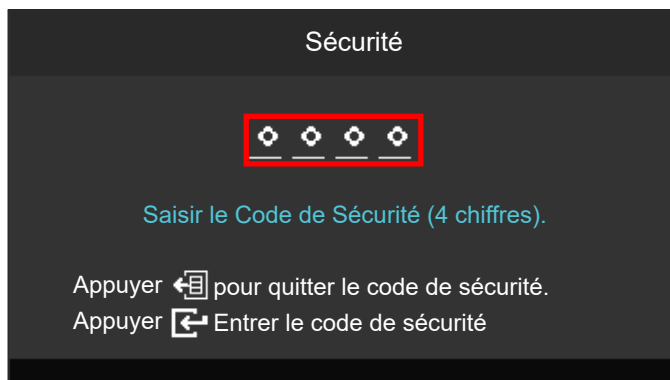 Sécurité
Saisir le Code de Sécurité (4 chiffres).
Appuyer pour quitter le code de sécurité.
Appuyer Entrer le code de sécurité